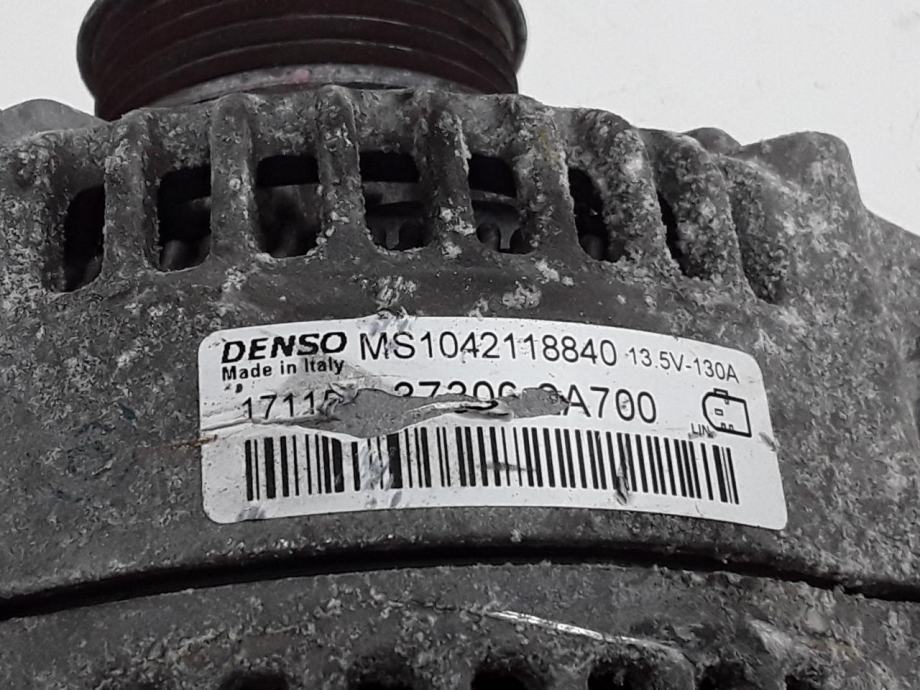 DENSO MS1042118840 13.5V-130A
Made in Italy
A700
LIN